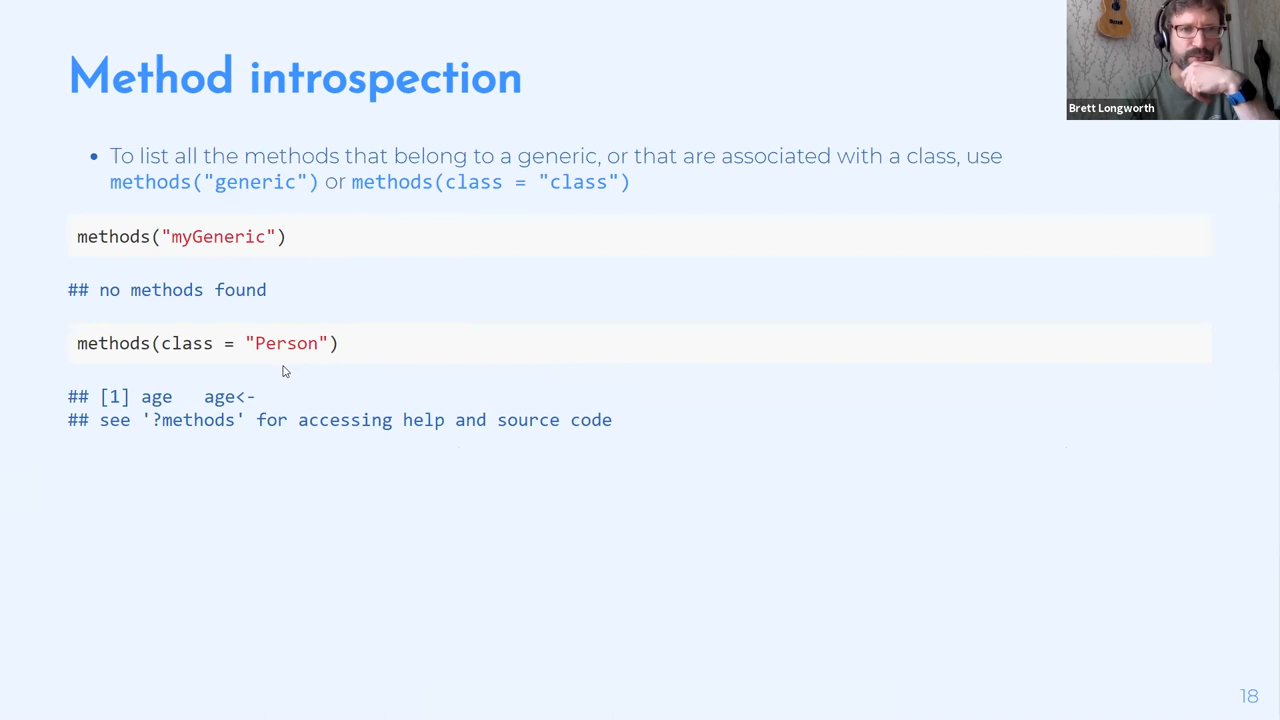 Method introspection
Brett Longworth
• To list all the methods that belong to a generic, or that are associated with a class, use
methods("generic") or methods(class = "class")
methods("myGeneric")
## no methods found
methods(class = "Person")
## [1] age   age<-
## see '?methods' for accessing help and source code
18